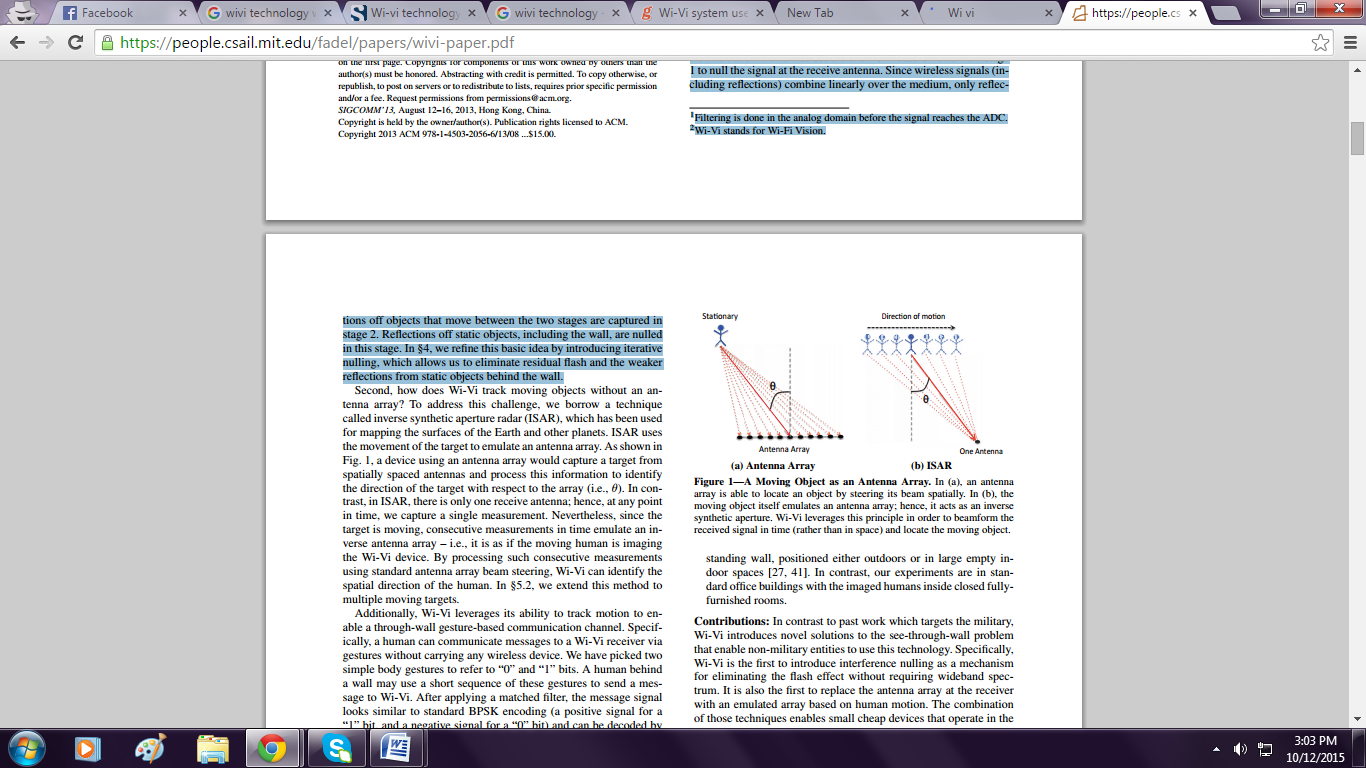 Facebook
wivi technology
Wi-vi technology
wivi technology
Wi-Vi system use
New Tab
Wi vi
https://people.cs
https://people.csail.mit.edu/fadel/papers/wivi-paper.pdf
on the first page. Copyrights for components of this work owned by others than the
author(s) must be honored. Abstracting with credit is permitted. To copy otherwise, or
republish, to post on servers or to redistribute to lists, requires prior specific permission
and/or a fee. Request permissions from permissions@acm.org.
SIGCOMM'13, August 12–16, 2013, Hong Kong, China.
Copyright is held by the owner/author(s). Publication rights licensed to ACM.
Copyright 2013 ACM 978-1-4503-2056-6/13/08 ...$15.00.
1 to null the signal at the receive antenna. Since wireless signals (in-
cluding reflections) combine linearly over the medium, only reflec-
1Filtering is done in the analog domain before the signal reaches the ADC.
2Wi-Vi stands for Wi-Fi Vision.
tions off objects that move between the two stages are captured in
stage 2. Reflections off static objects, including the wall, are nulled
in this stage. In §4, we refine this basic idea by introducing iterative
nulling, which allows us to eliminate residual flash and the weaker
reflections from static objects behind the wall.
Second, how does Wi-Vi track moving objects without an an-
tenna array? To address this challenge, we borrow a technique
called inverse synthetic aperture radar (ISAR), which has been used
for mapping the surfaces of the Earth and other planets. ISAR uses
the movement of the target to emulate an antenna array. As shown in
Fig. 1, a device using an antenna array would capture a target from
spatially spaced antennas and process this information to identify
the direction of the target with respect to the array (i.e., θ). In con-
trast, in ISAR, there is only one receive antenna; hence, at any point
in time, we capture a single measurement. Nevertheless, since the
target is moving, consecutive measurements in time emulate an in-
verse antenna array – i.e., it is as if the moving human is imaging
the Wi-Vi device. By processing such consecutive measurements
using standard antenna array beam steering, Wi-Vi can identify the
spatial direction of the human. In §5.2, we extend this method to
multiple moving targets.
Additionally, Wi-Vi leverages its ability to track motion to en-
able a through-wall gesture-based communication channel. Specif-
ically, a human can communicate messages to a Wi-Vi receiver via
gestures without carrying any wireless device. We have picked two
simple body gestures to refer to “0” and “1” bits. A human behind
a wall may use a short sequence of these gestures to send a mes-
sage to Wi-Vi. After applying a matched filter, the message signal
looks similar to standard BPSK encoding (a positive signal for a
“1” bit, and a negative signal for a “0” bit) and can be decoded by
Stationary
θ
Antenna Array
(a) Antenna Array
Direction of motion
θ
One Antenna
(b) ISAR
Figure 1—A Moving Object as an Antenna Array. In (a), an antenna
array is able to locate an object by steering its beam spatially. In (b), the
moving object itself emulates an antenna array; hence, it acts as an inverse
synthetic aperture. Wi-Vi leverages this principle in order to beamform the
received signal in time (rather than in space) and locate the moving object.
standing wall, positioned either outdoors or in large empty in-
door spaces [27, 41]. In contrast, our experiments are in stan-
dard office buildings with the imaged humans inside closed fully-
furnished rooms.
Contributions: In contrast to past work which targets the military,
Wi-Vi introduces novel solutions to the see-through-wall problem
that enable non-military entities to use this technology. Specifically,
Wi-Vi is the first to introduce interference nulling as a mechanism
for eliminating the flash effect without requiring wideband spec-
trum. It is also the first to replace the antenna array at the receiver
with an emulated array based on human motion. The combination
of those techniques enables small cheap devices that operate in the
3:03 PM
10/12/2015